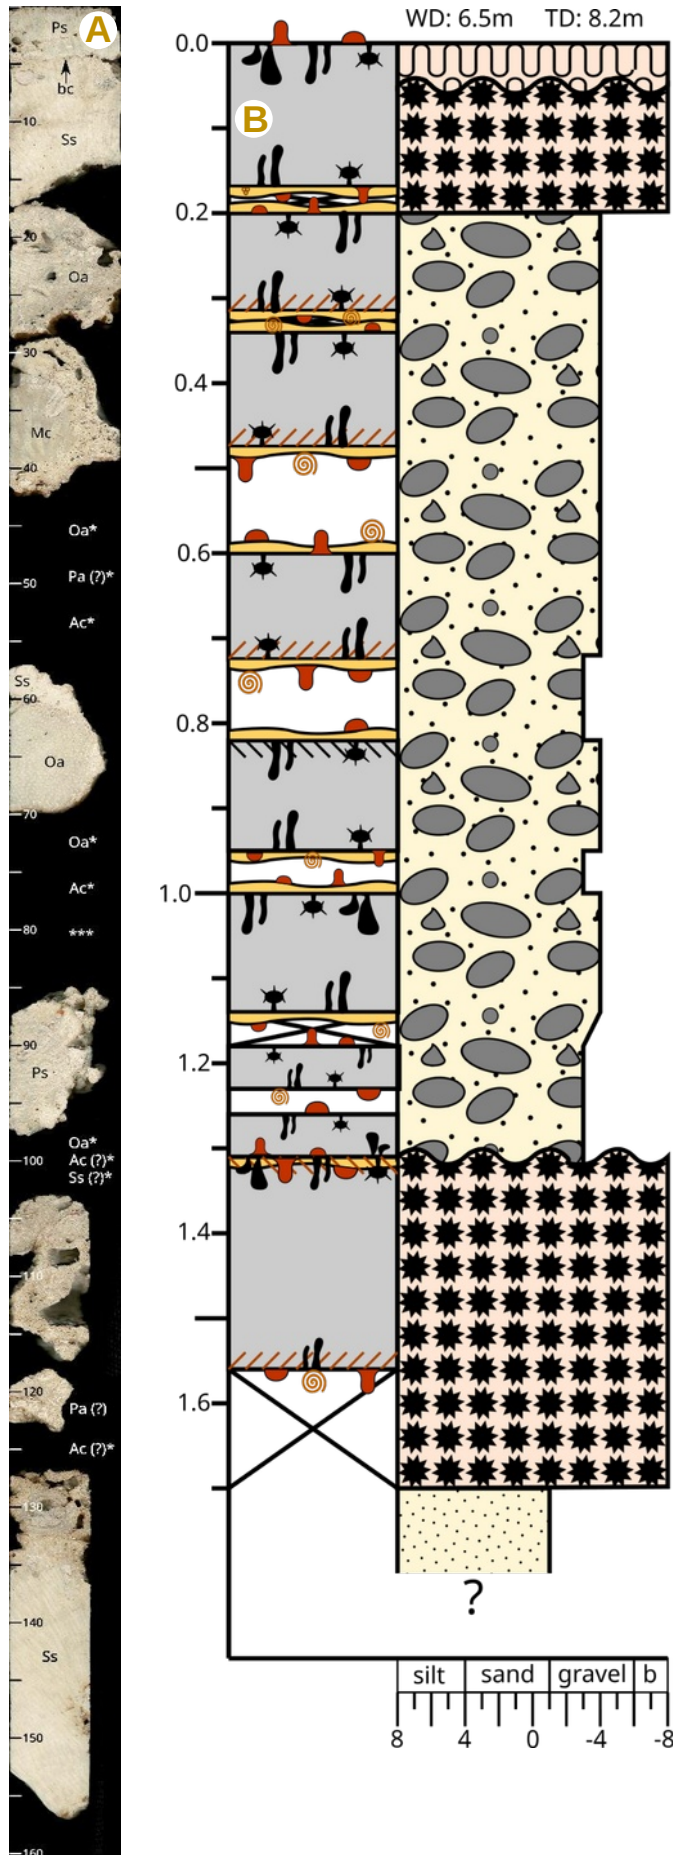 A
Ps
bc
10
Ss
20
Oa
30
Mc
40
Oa*
Pa (?)*
50
Ac*
Ss
60
Oa
70
Oa*
Ac*
80
***
90
Ps
Oa*
100
Ac (?)*
Ss (?)*
110
120
Pa (?)
Ac (?)*
130
140
Ss
150
160
WD: 6.5m TD: 8.2m
B
0.0
0.2
0.4
0.6
0.8
1.0
1.2
1.4
1.6
?
silt sand gravel b
8 4 0 -4 -8